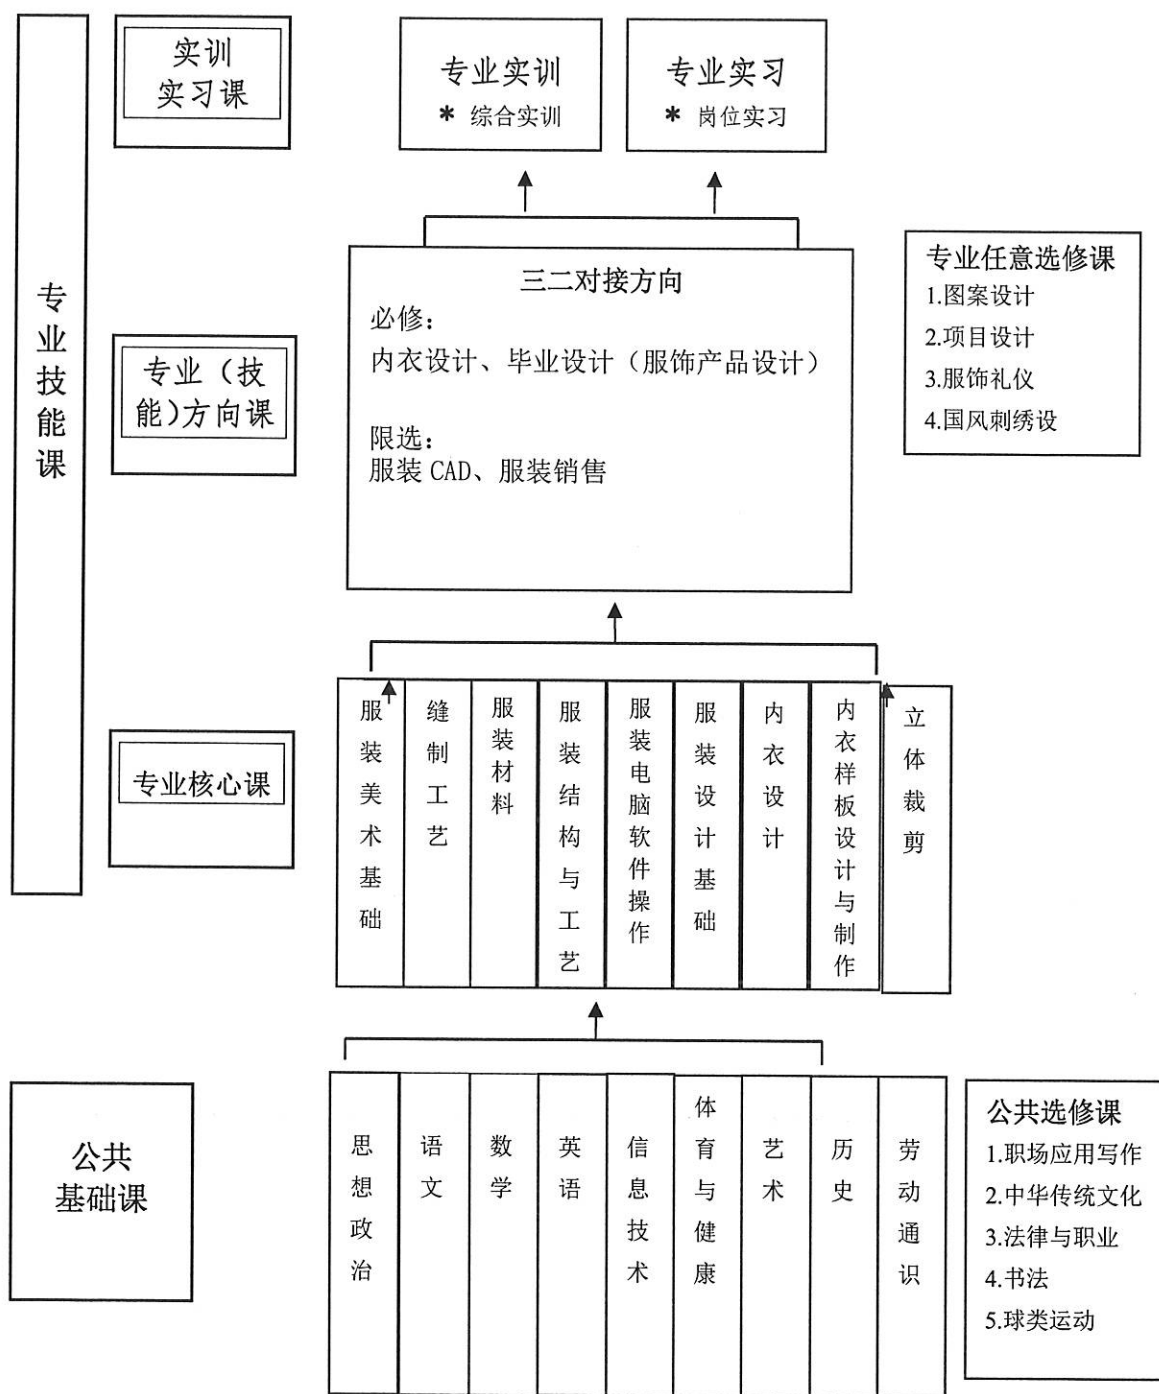 实训
实习课
专业实训
* 综合实训
专业实习
* 岗位实习
专业技能课
专业（技
能）方向课
三二对接方向
必修：
内衣设计、毕业设计（服饰产品设计）
限选：
服装 CAD、服装销售
专业任意选修课
1.图案设计
2.项目设计
3.服饰礼仪
4.国风刺绣设
专业核心课
服装美术基础
缝制工艺
服装材料
服装结构与工艺
服装电脑软件操作
服装设计基础
内衣设计
内衣样板设计与制作
立体裁剪
公共
基础课
思想政治
语文
数学
英语
信息技术
体育与健康
艺术
历史
劳动通识
公共选修课
1.职场应用写作
2.中华传统文化
3.法律与职业
4.书法
5.球类运动